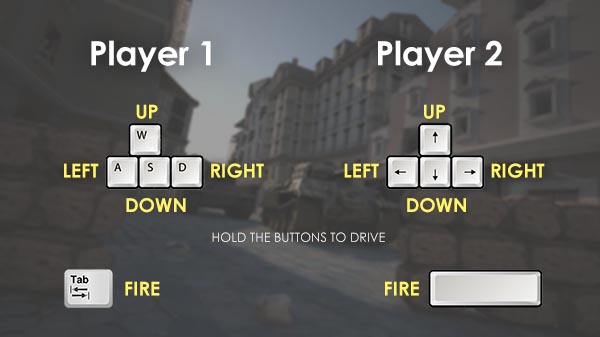 Player 1
Player 2
UP
UP
W
↑
LEFT
A
S
D
RIGHT
LEFT
←
↓
→
RIGHT
DOWN
DOWN
HOLD THE BUTTONS TO DRIVE
Tab
FIRE
FIRE